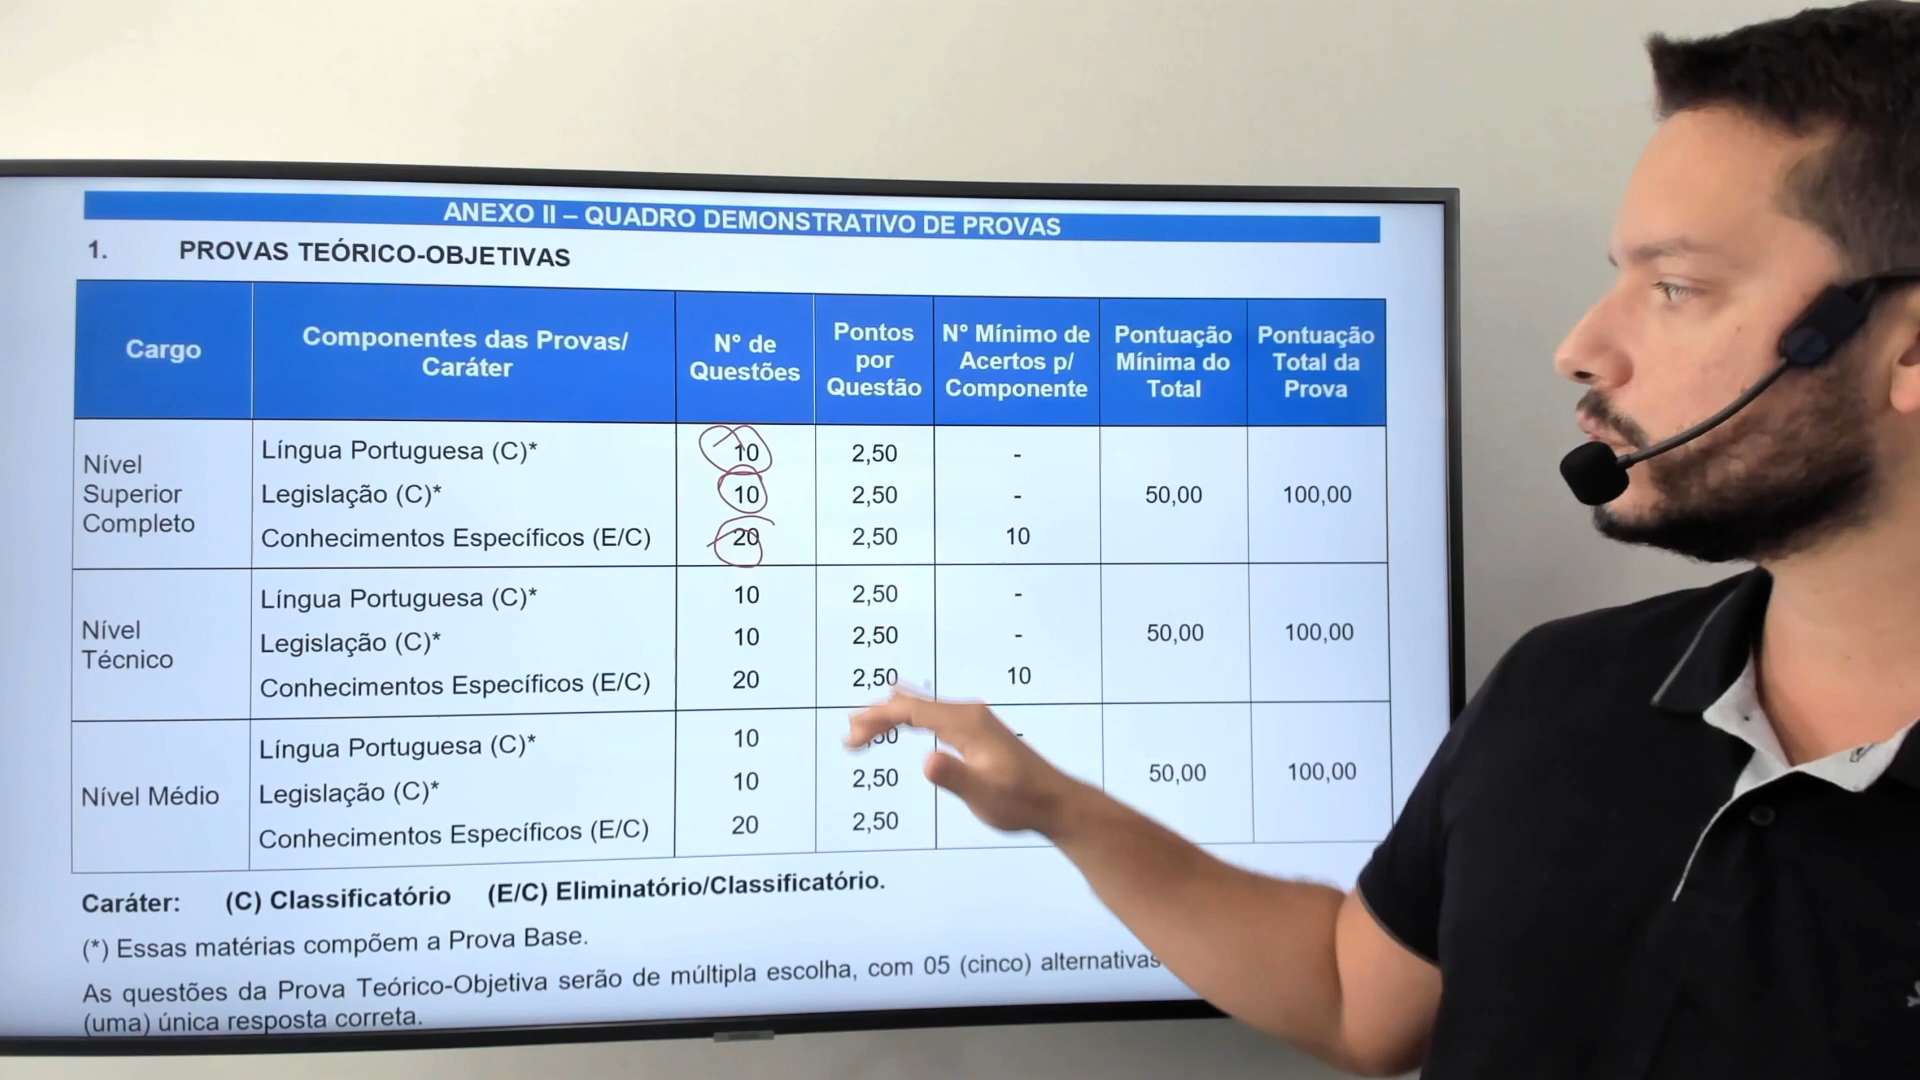 ANEXO II – QUADRO DEMONSTRATIVO DE PROVAS
1. PROVAS TEÓRICO-OBJETIVAS
Cargo
Componentes das Provas/
Caráter
Nº de
Questões
Pontos
por
Questão
Nº Mínimo de
Acertos p/
Componente
Pontuação
Mínima do
Total
Pontuação
Total da
Prova
Nível
Superior
Completo
Língua Portuguesa (C)* 10 2,50 -
Legislação (C)* 10 2,50 -
Conhecimentos Específicos (E/C) 20 2,50 10
50,00 100,00
Nível
Técnico
Língua Portuguesa (C)* 10 2,50 -
Legislação (C)* 10 2,50 -
Conhecimentos Específicos (E/C) 20 2,50 10
50,00 100,00
Nível Médio
Língua Portuguesa (C)* 10 -
Legislação (C)* 10 2,50
Conhecimentos Específicos (E/C) 20 2,50
50,00 100,00
Caráter: (C) Classificatório (E/C) Eliminatório/Classificatório.
(*) Essas matérias compõem a Prova Base.
As questões da Prova Teórico-Objetiva serão de múltipla escolha, com 05 (cinco) alternativas
(uma) única resposta correta.